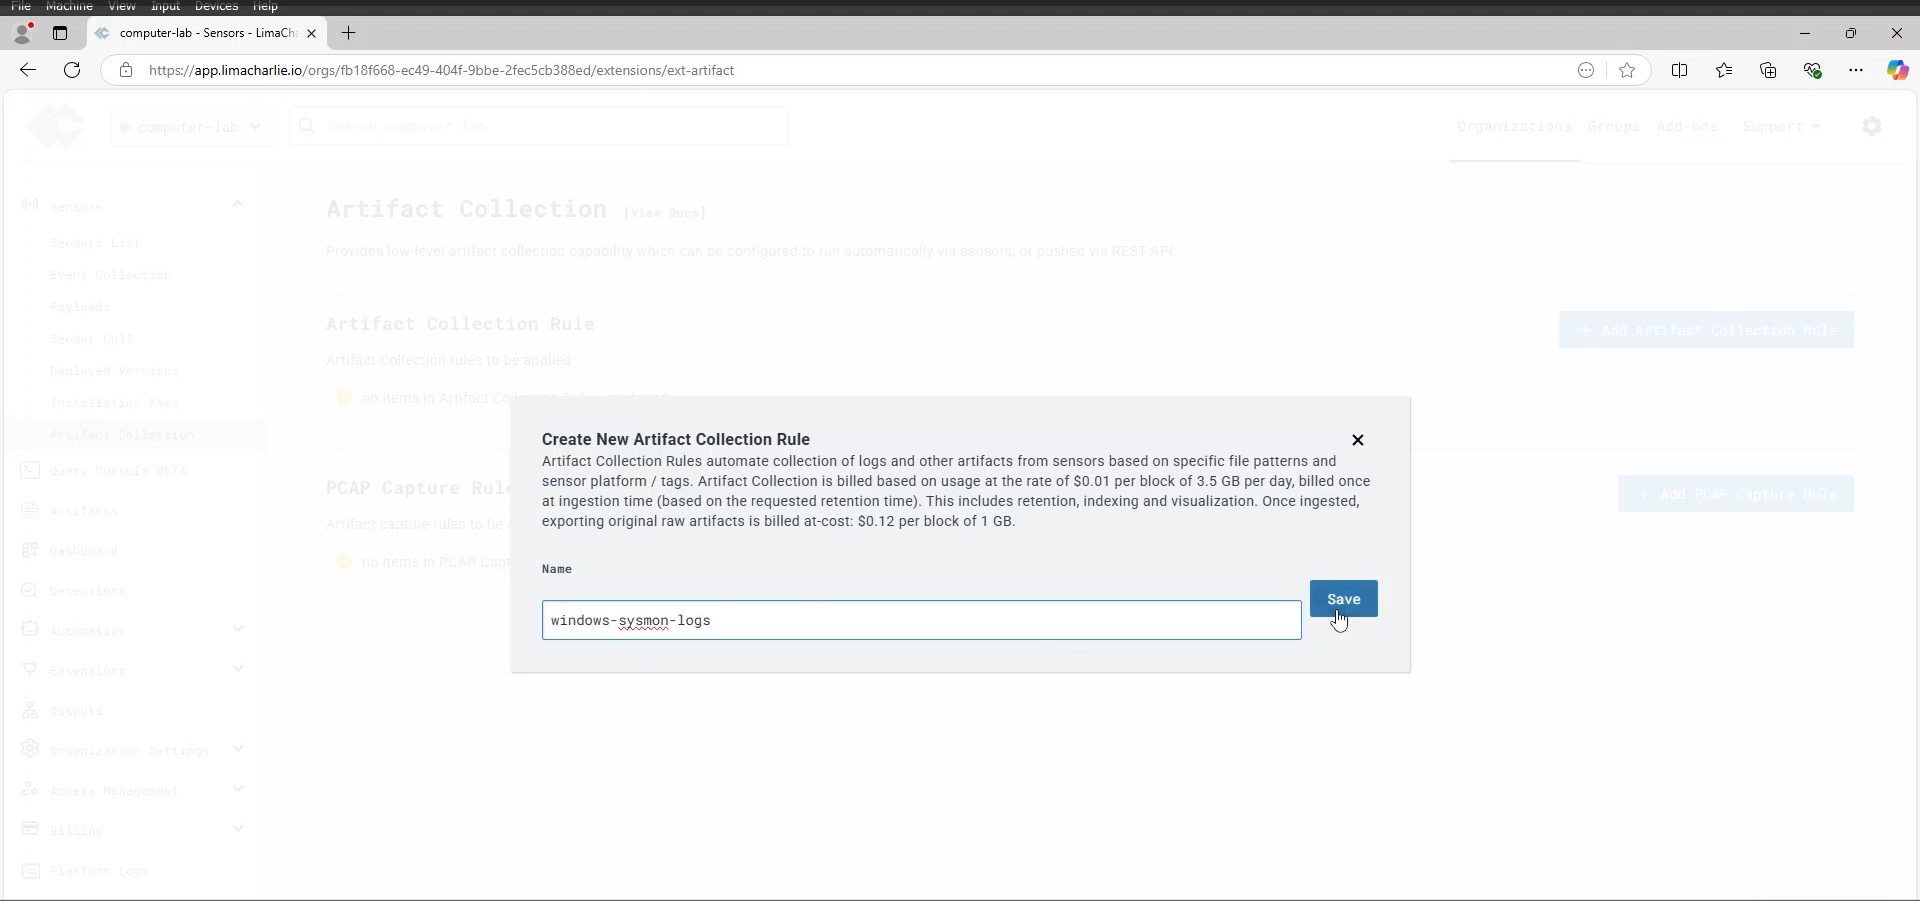 File Machine View Input Devices Help
computer-lab - Sensors - LimaCh
https://app.limacharlie.io/orgs/fb18f668-ec49-404f-9bbe-2fec5cb388ed/extensions/ext-artifact
computer-lab
Search computer-lab
Organizations Groups Add-ons Support
Sensors
Sensors List
Event Collection
Payloads
Sensor Cull
Deployed Versions
Installation Keys
Artifact Collection
Query Console BETA
Artifacts
Dashboard
Detections
Automation
Extensions
Outputs
Organization Settings
Access Management
Billing
Platform Logs
Artifact Collection [View Docs]
Provides low-level artifact collection capability which can be configured to run automatically via sensors, or pushed via REST API.
Artifact Collection Rule
+ Add Artifact Collection Rule
Artifact Collection rules to be applied
no items in Artifact Co
PCAP Capture Rul
+ Add PCAP Capture Rule
Artifact capture rules to be
no items in PCAP Capt
Create New Artifact Collection Rule
Artifact Collection Rules automate collection of logs and other artifacts from sensors based on specific file patterns and
sensor platform / tags. Artifact Collection is billed based on usage at the rate of $0.01 per block of 3.5 GB per day, billed once
at ingestion time (based on the requested retention time). This includes retention, indexing and visualization. Once ingested,
exporting original raw artifacts is billed at-cost: $0.12 per block of 1 GB.
Name
windows-sysmon-logs
Save